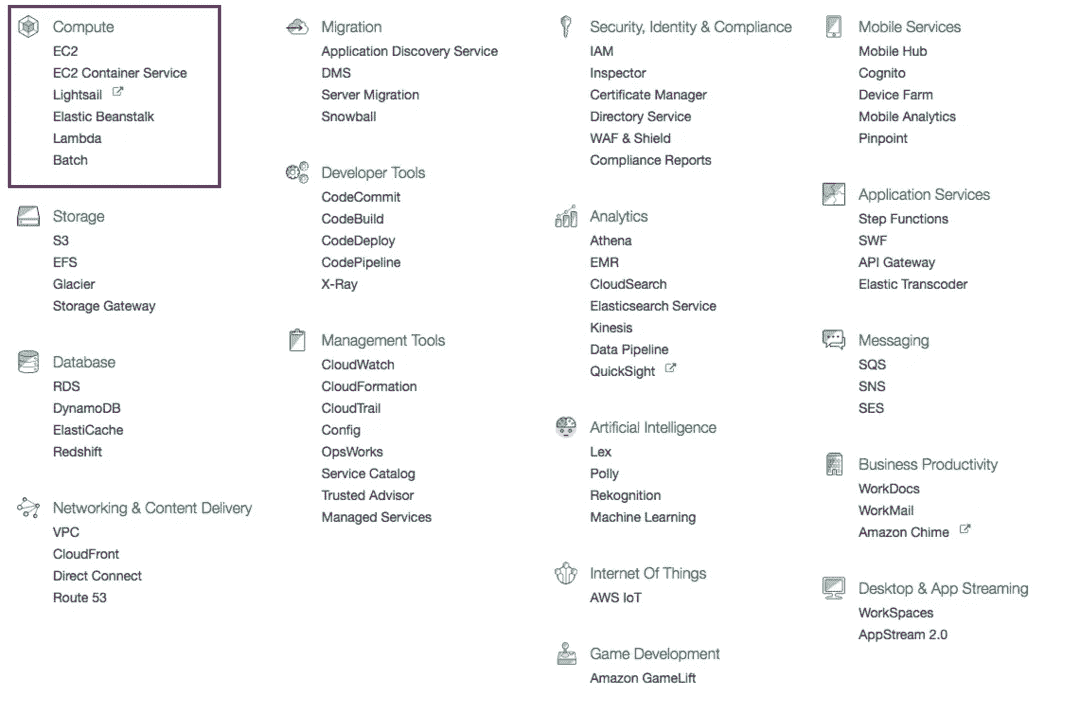 Compute
EC2
EC2 Container Service
Lightsail
Elastic Beanstalk
Lambda
Batch
Storage
S3
EFS
Glacier
Storage Gateway
Database
RDS
DynamoDB
ElastiCache
Redshift
Networking & Content Delivery
VPC
CloudFront
Direct Connect
Route 53
Migration
Application Discovery Service
DMS
Server Migration
Snowball
Developer Tools
CodeCommit
CodeBuild
CodeDeploy
CodePipeline
X-Ray
Management Tools
CloudWatch
CloudFormation
CloudTrail
Config
OpsWorks
Service Catalog
Trusted Advisor
Managed Services
Security, Identity & Compliance
IAM
Inspector
Certificate Manager
Directory Service
WAF & Shield
Compliance Reports
Analytics
Athena
EMR
CloudSearch
Elasticsearch Service
Kinesis
Data Pipeline
QuickSight
Artificial Intelligence
Lex
Polly
Rekognition
Machine Learning
Internet Of Things
AWS IoT
Game Development
Amazon GameLift
Mobile Services
Mobile Hub
Cognito
Device Farm
Mobile Analytics
Pinpoint
Application Services
Step Functions
SWF
API Gateway
Elastic Transcoder
Messaging
SQS
SNS
SES
Business Productivity
WorkDocs
WorkMail
Amazon Chime
Desktop & App Streaming
WorkSpaces
AppStream 2.0